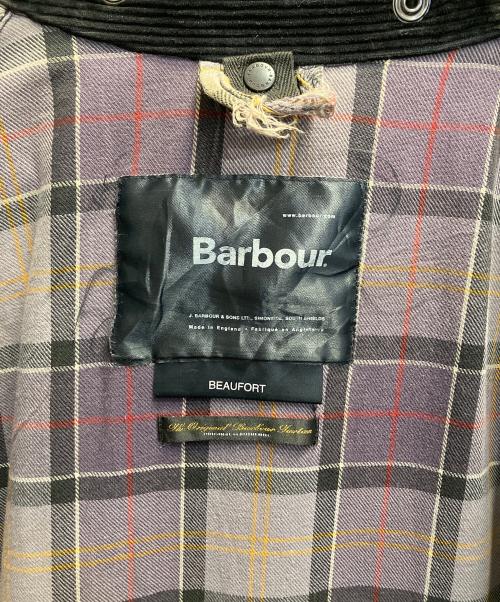 www.barbour.com
Barbour
J. BARBOUR & SONS LTD., SIMONSIDE, SOUTH SHIELDS
Made in England • Fabriqué en Angleterre
BEAUFORT
The Original Barbour Tartan